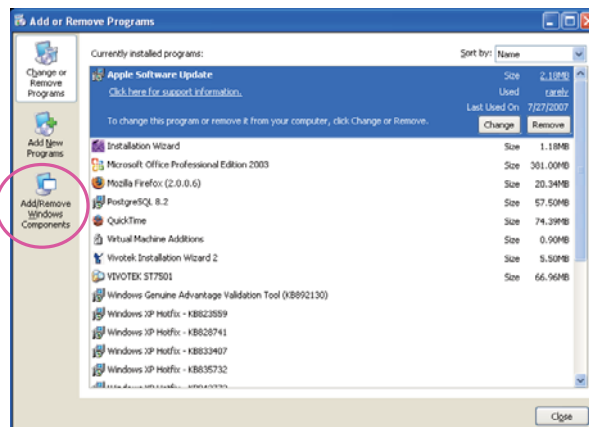 Add or Remove Programs
Change or
Remove
Programs
Add New
Programs
Add/Remove
Windows
Components
Currently installed programs:
Sort by: Name
Apple Software Update
Size 2.18MB
Click here for support information.
Used rarely
Last Used On 7/27/2007
To change this program or remove it from your computer, click Change or Remove.
Change Remove
Installation Wizard Size 1.18MB
Microsoft Office Professional Edition 2003 Size 301.00MB
Mozilla Firefox (2.0.0.6) Size 20.34MB
PostgreSQL 8.2 Size 57.50MB
QuickTime Size 74.39MB
Virtual Machine Additions Size 0.90MB
Vivotek Installation Wizard 2 Size 5.50MB
VIVOTEK ST7501 Size 66.96MB
Windows Genuine Advantage Validation Tool (KB892130)
Windows XP Hotfix - KB823559
Windows XP Hotfix - KB828741
Windows XP Hotfix - KB833407
Windows XP Hotfix - KB835732
Close